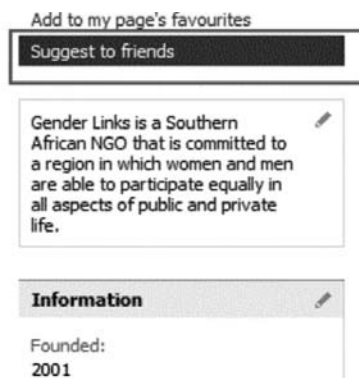 Add to my page's favourites
Suggest to friends
Gender Links is a Southern
African NGO that is committed to
a region in which women and men
are able to participate equally in
all aspects of public and private
life.
Information
Founded:
2001